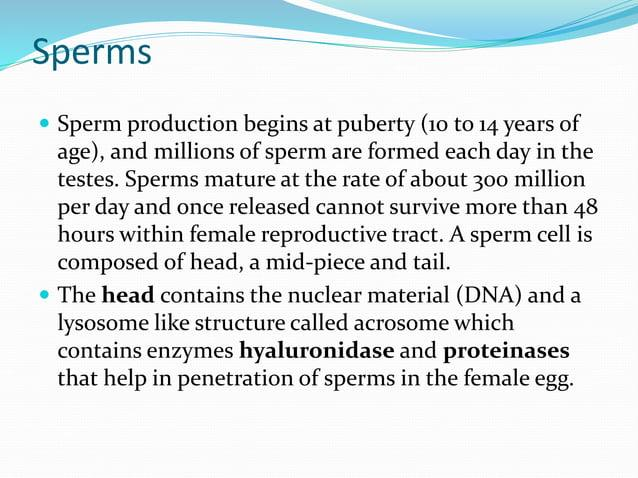 Sperms
• Sperm production begins at puberty (10 to 14 years of
age), and millions of sperm are formed each day in the
testes. Sperms mature at the rate of about 300 million
per day and once released cannot survive more than 48
hours within female reproductive tract. A sperm cell is
composed of head, a mid-piece and tail.
• The head contains the nuclear material (DNA) and a
lysosome like structure called acrosome which
contains enzymes hyaluronidase and proteinases
that help in penetration of sperms in the female egg.